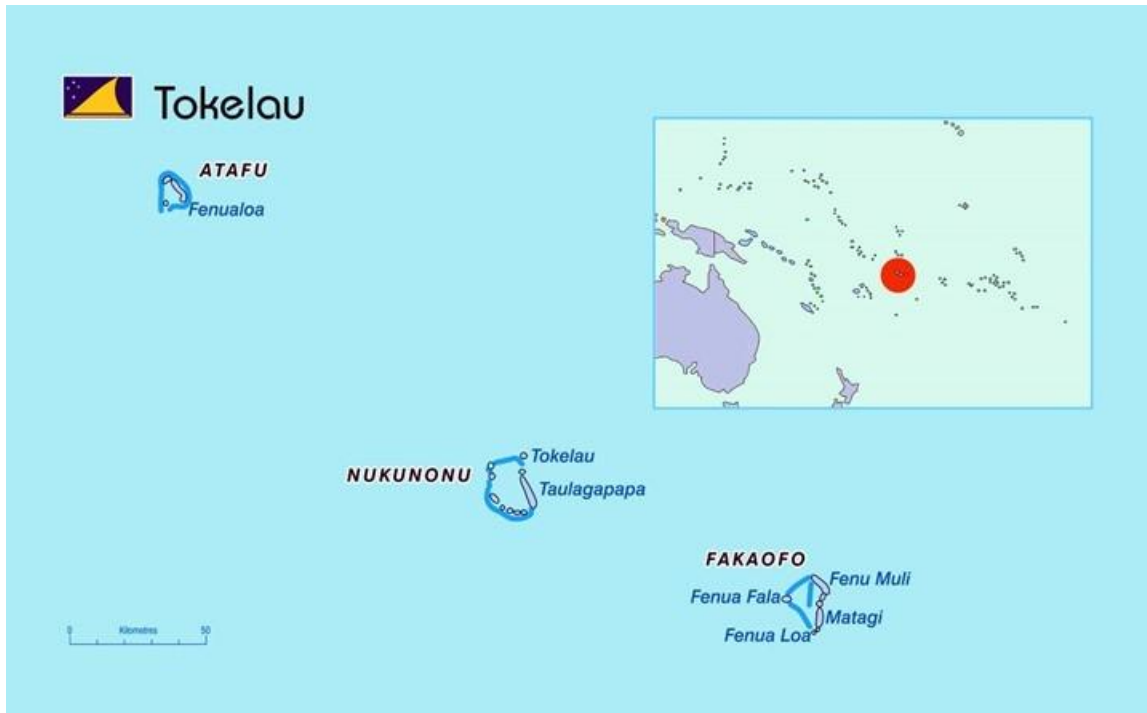 Tokelau
ATAFU
Fenualoa
NUKUNONU
Tokelau
Taulagapapa
FAKAOFO
Fenu Muli
Fenua Fala
Matagi
Fenua Loa
0 Kilometres 50